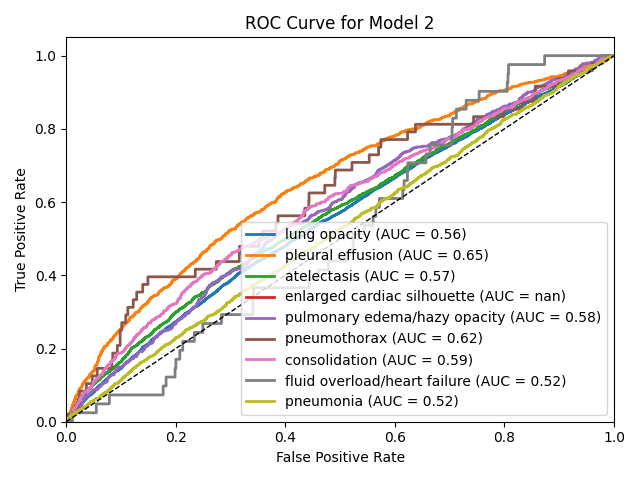 ROC Curve for Model 2
1.0
0.8
0.6
0.4
0.2
0.0
True Positive Rate
lung opacity (AUC = 0.56)
pleural effusion (AUC = 0.65)
atelectasis (AUC = 0.57)
enlarged cardiac silhouette (AUC = nan)
pulmonary edema/hazy opacity (AUC = 0.58)
pneumothorax (AUC = 0.62)
consolidation (AUC = 0.59)
fluid overload/heart failure (AUC = 0.52)
pneumonia (AUC = 0.52)
0.0 0.2 0.4 0.6 0.8 1.0
False Positive Rate